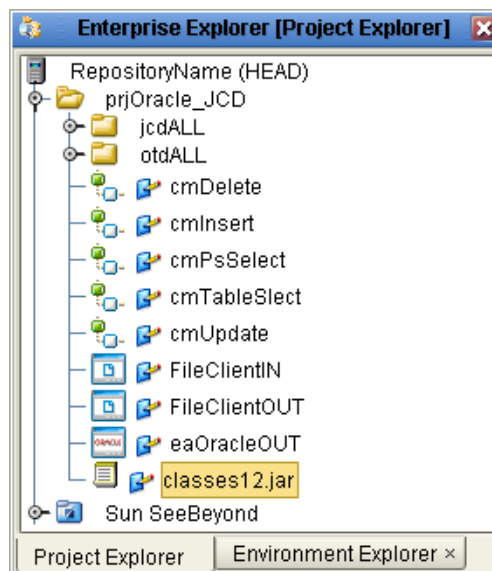 Enterprise Explorer [Project Explorer]
RepositoryName (HEAD)
prjOracle_JCD
jcdALL
otdALL
cmDelete
cmInsert
cmPsSelect
cmTableSlect
cmUpdate
FileClientIN
FileClientOUT
ORACLE eaOracleOUT
classes12.jar
Sun SeeBeyond
Project Explorer Environment Explorer ×